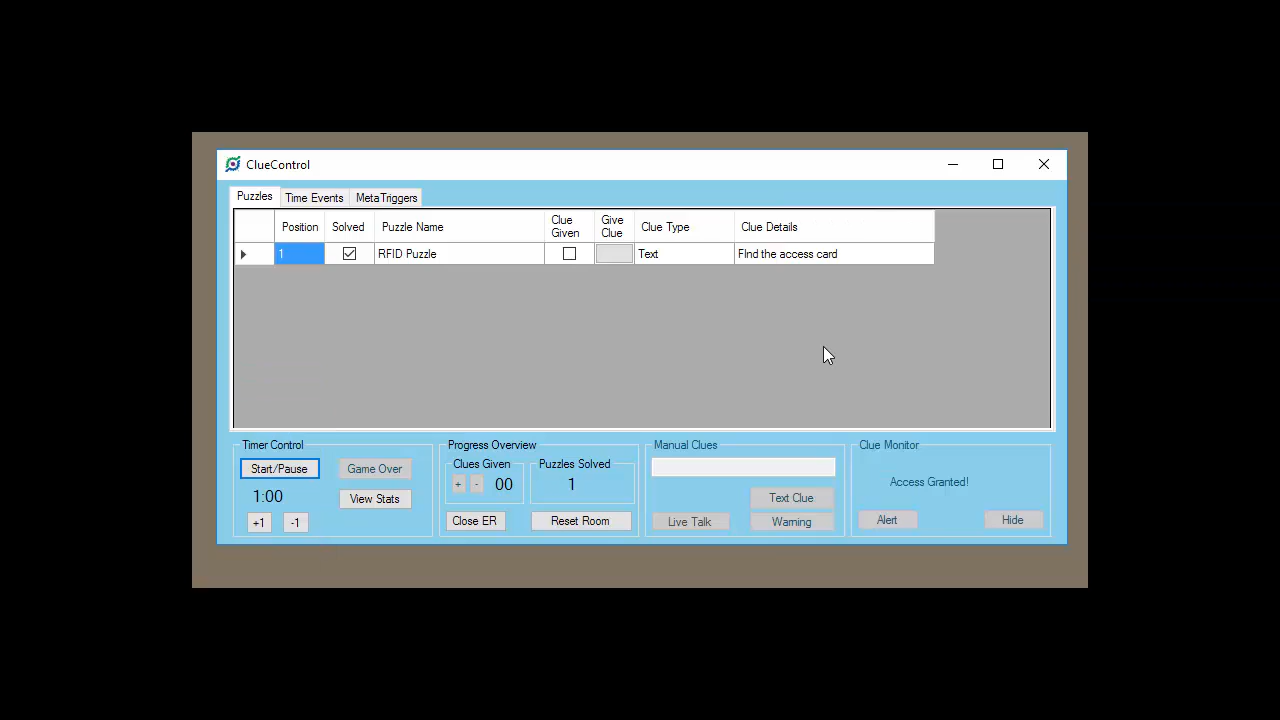 ClueControl
Puzzles Time Events MetaTriggers
Position Solved Puzzle Name Clue Given Give Clue Clue Type Clue Details
1 RFID Puzzle Text FInd the access card
Timer Control
Start/Pause Game Over
1:00 View Stats
+1 -1
Progress Overview
Clues Given Puzzles Solved
+ - 00 1
Close ER Reset Room
Manual Clues
Text Clue
Live Talk Warning
Clue Monitor
Access Granted!
Alert Hide